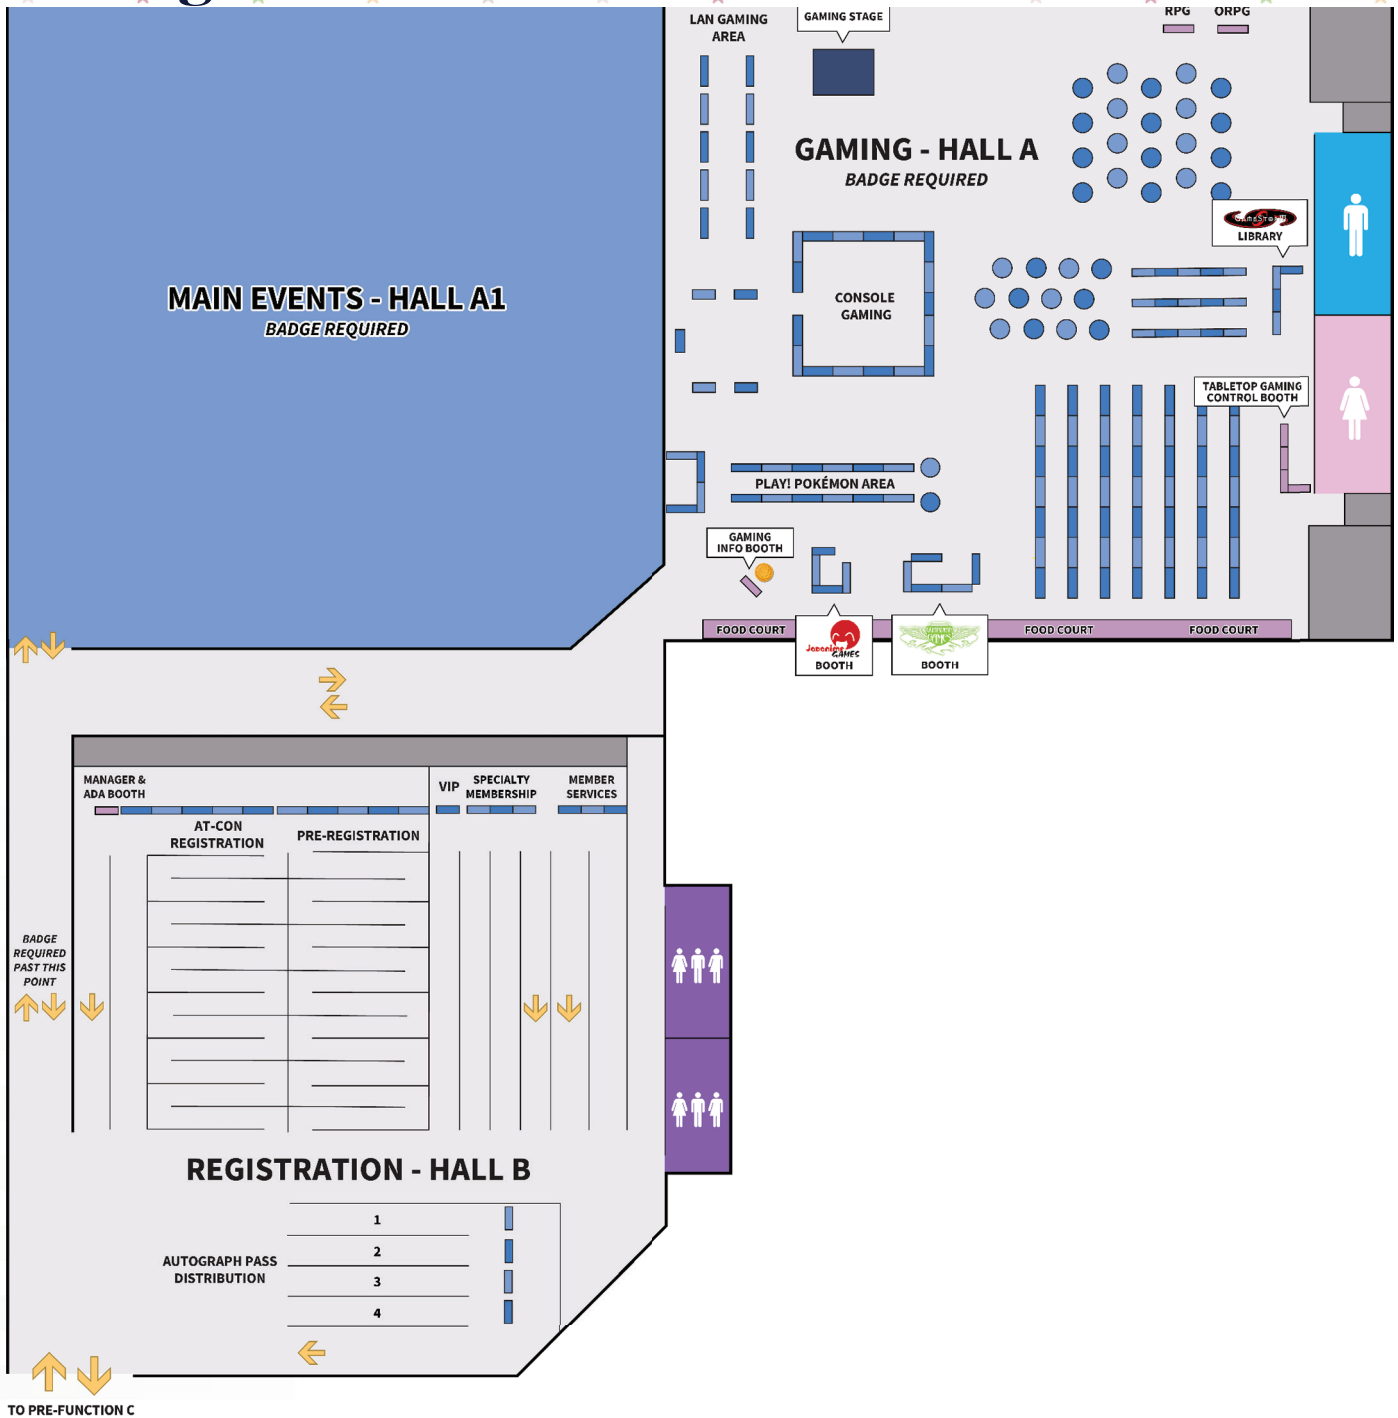 LAN GAMING
AREA
GAMING STAGE
RPG
ORPG
GAMING - HALL A
BADGE REQUIRED
LIBRARY
MAIN EVENTS - HALL A1
BADGE REQUIRED
CONSOLE
GAMING
TABLETOP GAMING
CONTROL BOOTH
PLAY! POKÉMON AREA
GAMING
INFO BOOTH
FOOD COURT
FOOD COURT
FOOD COURT
Japanime
GAMES
BOOTH
BOOTH
MANAGER &
ADA BOOTH
VIP
SPECIALTY
MEMBERSHIP
MEMBER
SERVICES
AT-CON
REGISTRATION
PRE-REGISTRATION
BADGE
REQUIRED
PAST THIS
POINT
REGISTRATION - HALL B
AUTOGRAPH PASS
DISTRIBUTION
1
2
3
4
TO PRE-FUNCTION C